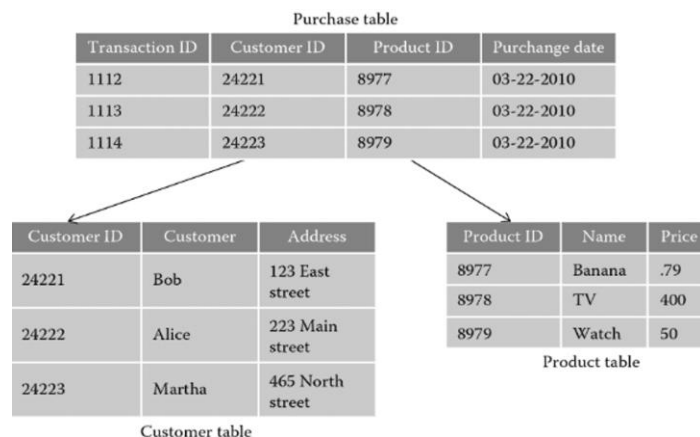 Purchase table
Transaction ID Customer ID Product ID Purchange date
1112 24221 8977 03-22-2010
1113 24222 8978 03-22-2010
1114 24223 8979 03-22-2010
Customer ID Customer Address
24221 Bob 123 East
street
24222 Alice 223 Main
street
24223 Martha 465 North
street
Customer table
Product ID Name Price
8977 Banana .79
8978 TV 400
8979 Watch 50
Product table